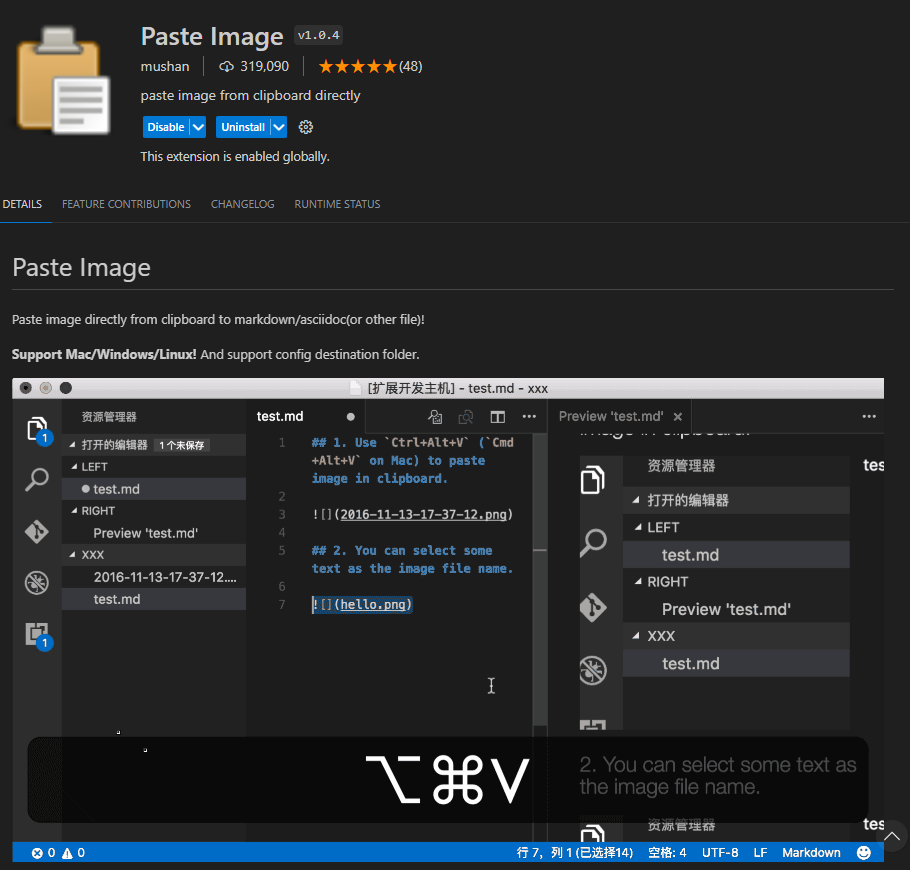 Paste Image v1.0.4
mushan 319,090 ★★★★★(48)
paste image from clipboard directly
Disable Uninstall
This extension is enabled globally.
DETAILS FEATURE CONTRIBUTIONS CHANGELOG RUNTIME STATUS
Paste Image
Paste image directly from clipboard to markdown/asciidoc(or other file)!
Support Mac/Windows/Linux! And support config destination folder.
[扩展开发主机] - test.md - xxx
资源管理器
打开的编辑器 1 个未保存
LEFT
test.md
RIGHT
Preview 'test.md'
XXX
2016-11-13-17-37-12....
test.md
1
1
test.md
1 ## 1. Use `Ctrl+Alt+V` (`Cmd
+Alt+V` on Mac) to paste
image in clipboard.
2
3 ![](2016-11-13-17-37-12.png)
4
5 ## 2. You can select some
text as the image file name.
6
7 ![](hello.png)
Preview 'test.md'
image in clipboard.
资源管理器 tes
打开的编辑器
LEFT
test.md
RIGHT
Preview 'test.md'
XXX
test.md
⌥⌘V
2. You can select some text as
the image file name.
资源管理器 tes
0 0 行 7，列 1 (已选择14) 空格: 4 UTF-8 LF Markdown